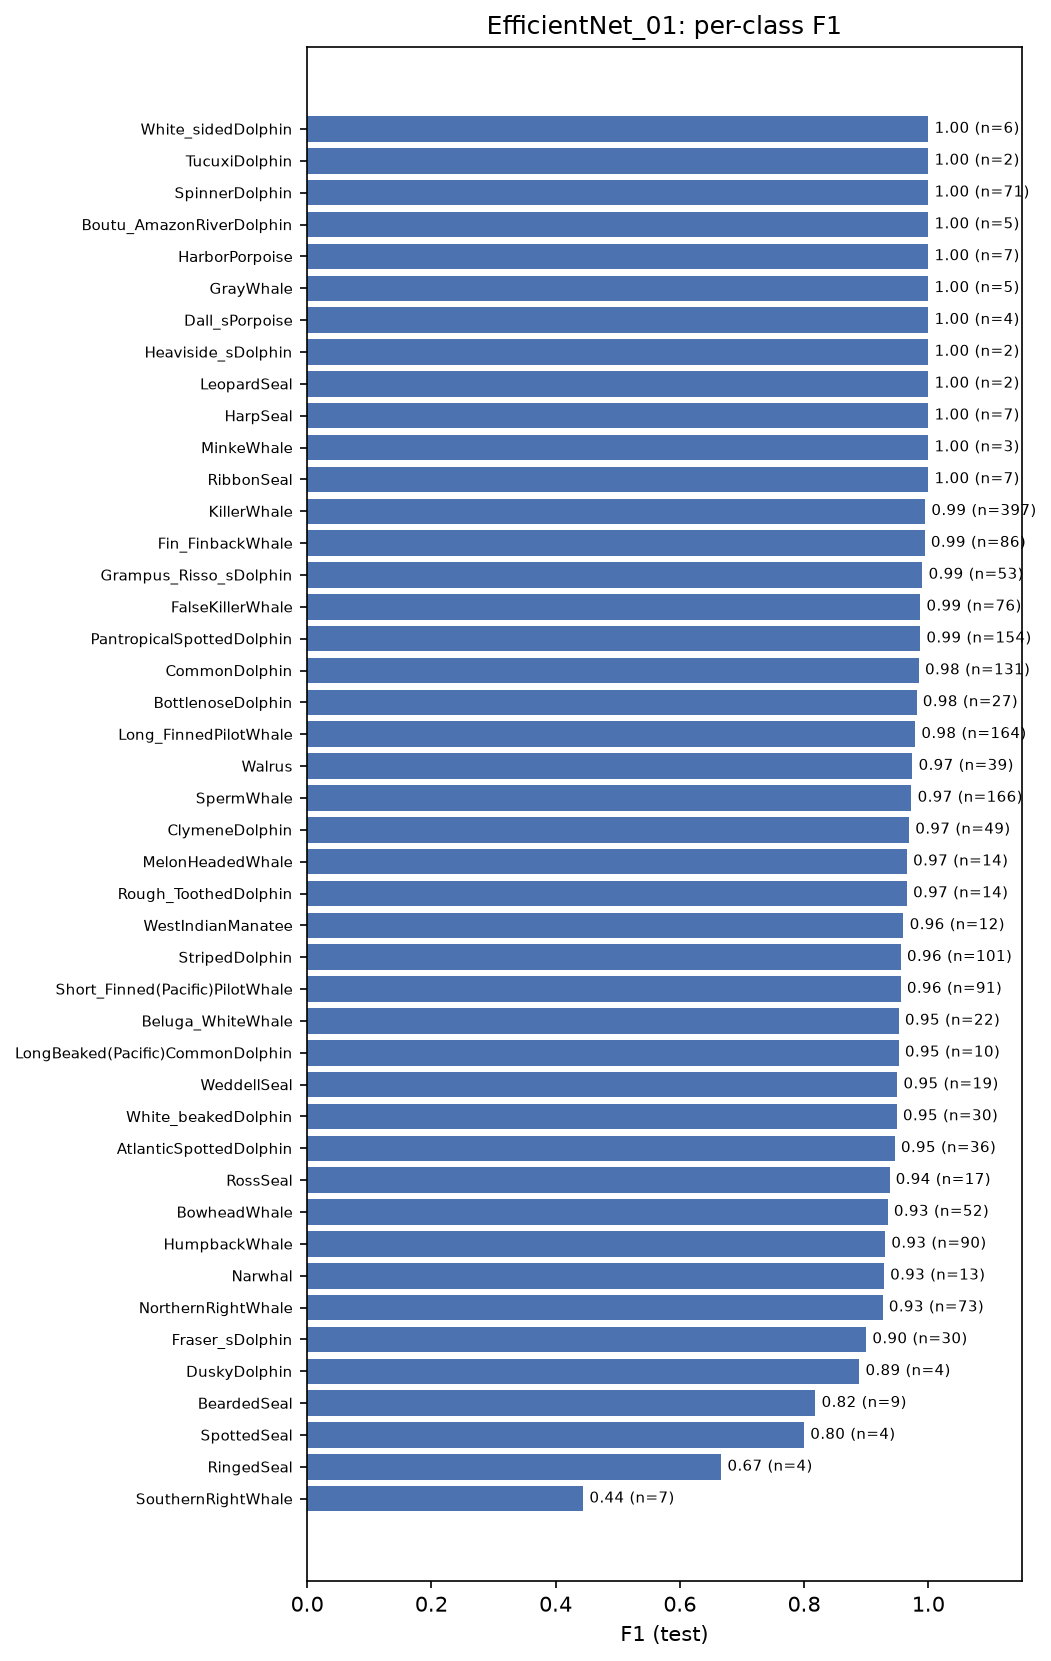 EfficientNet_01: per-class F1
White_sidedDolphin 1.00 (n=6)
TucuxiDolphin 1.00 (n=2)
SpinnerDolphin 1.00 (n=71)
Boutu_AmazonRiverDolphin 1.00 (n=5)
HarborPorpoise 1.00 (n=7)
GrayWhale 1.00 (n=5)
Dall_sPorpoise 1.00 (n=4)
Heaviside_sDolphin 1.00 (n=2)
LeopardSeal 1.00 (n=2)
HarpSeal 1.00 (n=7)
MinkeWhale 1.00 (n=3)
RibbonSeal 1.00 (n=7)
KillerWhale 0.99 (n=397)
Fin_FinbackWhale 0.99 (n=86)
Grampus_Risso_sDolphin 0.99 (n=53)
FalseKillerWhale 0.99 (n=76)
PantropicalSpottedDolphin 0.99 (n=154)
CommonDolphin 0.98 (n=131)
BottlenoseDolphin 0.98 (n=27)
Long_FinnedPilotWhale 0.98 (n=164)
Walrus 0.97 (n=39)
SpermWhale 0.97 (n=166)
ClymeneDolphin 0.97 (n=49)
MelonHeadedWhale 0.97 (n=14)
Rough_ToothedDolphin 0.97 (n=14)
WestIndianManatee 0.96 (n=12)
StripedDolphin 0.96 (n=101)
Short_Finned(Pacific)PilotWhale 0.96 (n=91)
Beluga_WhiteWhale 0.95 (n=22)
LongBeaked(Pacific)CommonDolphin 0.95 (n=10)
WeddellSeal 0.95 (n=19)
White_beakedDolphin 0.95 (n=30)
AtlanticSpottedDolphin 0.95 (n=36)
RossSeal 0.94 (n=17)
BowheadWhale 0.93 (n=52)
HumpbackWhale 0.93 (n=90)
Narwhal 0.93 (n=13)
NorthernRightWhale 0.93 (n=73)
Fraser_sDolphin 0.90 (n=30)
DuskyDolphin 0.89 (n=4)
BeardedSeal 0.82 (n=9)
SpottedSeal 0.80 (n=4)
RingedSeal 0.67 (n=4)
SouthernRightWhale 0.44 (n=7)
0.0 0.2 0.4 0.6 0.8 1.0
F1 (test)